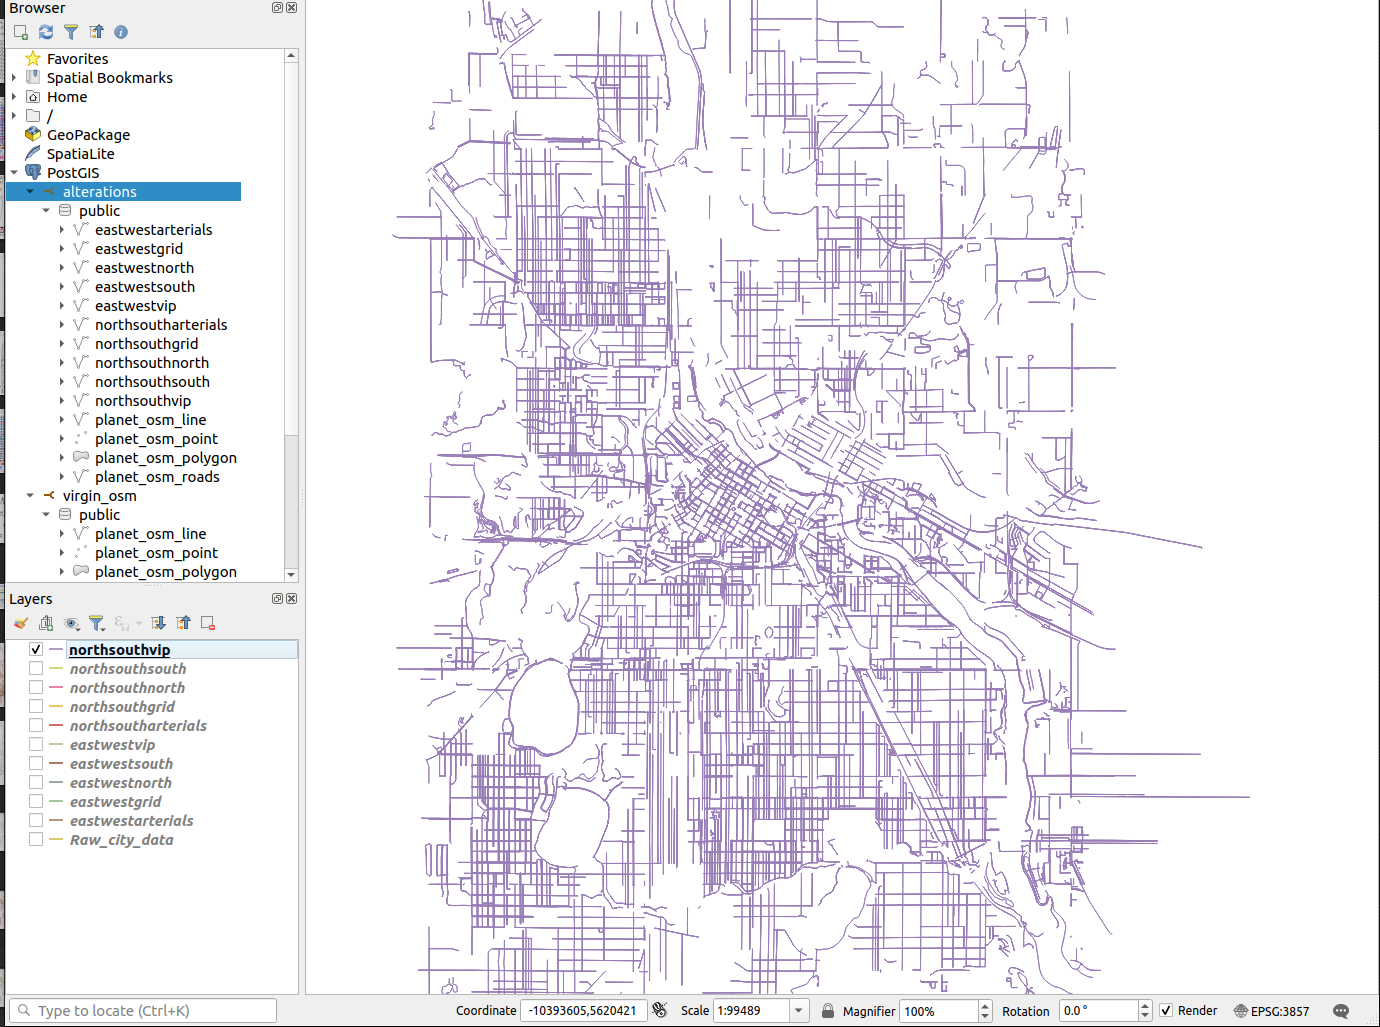 Browser
Favorites
Spatial Bookmarks
Home
/
GeoPackage
SpatiaLite
PostGIS
alterations
public
eastwestarterials
eastwestgrid
eastwestnorth
eastwestsouth
eastwestvip
northsoutharterials
northsouthgrid
northsouthnorth
northsouthsouth
northsouthvip
planet_osm_line
planet_osm_point
planet_osm_polygon
planet_osm_roads
virgin_osm
public
planet_osm_line
planet_osm_point
planet_osm_polygon
Layers
northsouthvip
northsouthsouth
northsouthnorth
northsouthgrid
northsoutharterials
eastwestvip
eastwestsouth
eastwestnorth
eastwestgrid
eastwestarterials
Raw_city_data
Type to locate (Ctrl+K) Coordinate -10393605,5620421 Scale 1:99489 Magnifier 100% Rotation 0.0 ° Render EPSG:3857